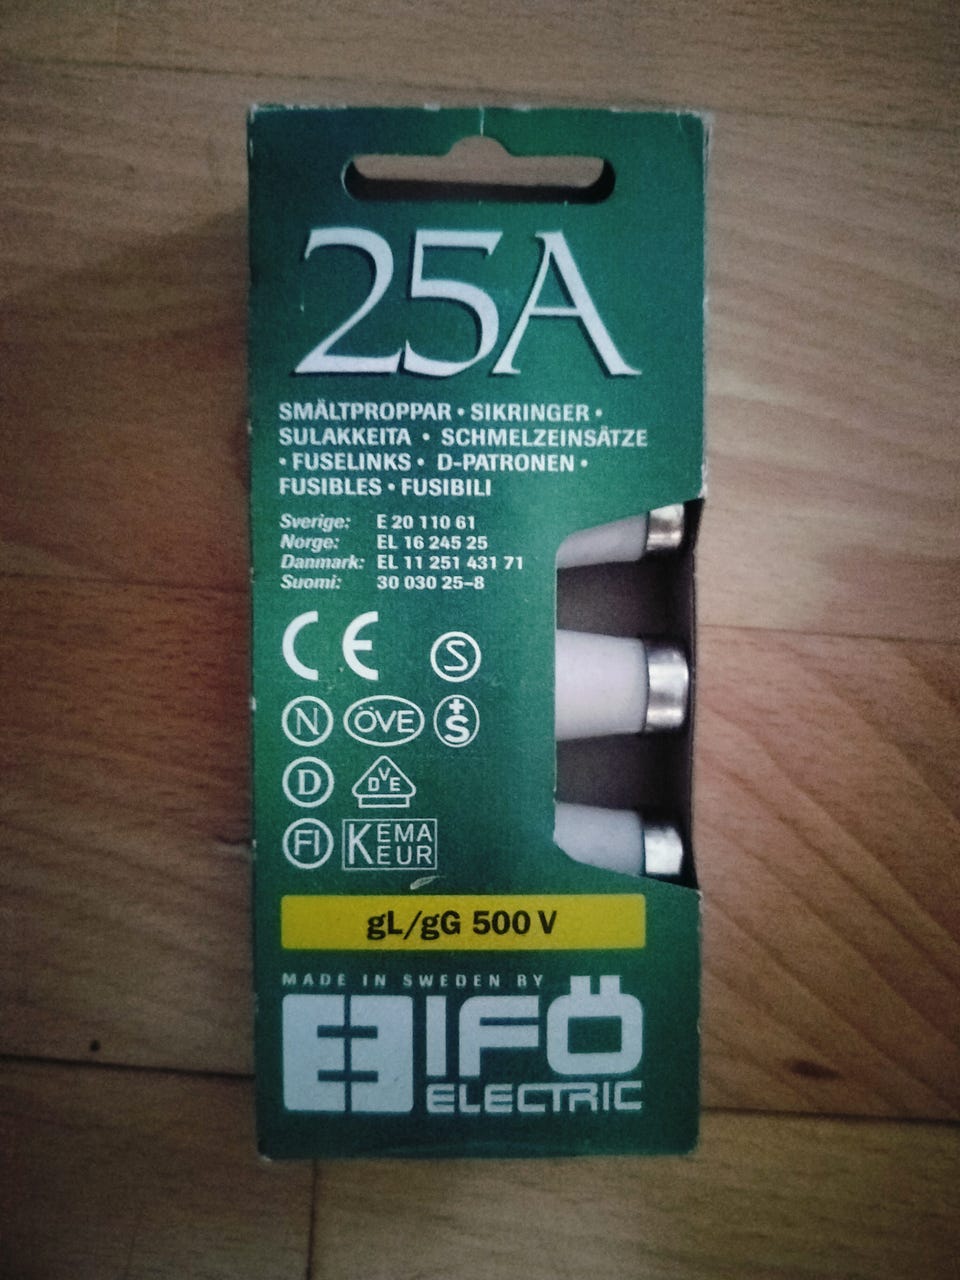 25A
SMÄLTPROPPAR • SIKRINGER •
SULAKKEITA • SCHMELZEINSÄTZE
• FUSELINKS • D-PATRONEN •
FUSIBLES • FUSIBILI
Sverige: E 20 110 61
Norge: EL 16 245 25
Danmark: EL 11 251 431 71
Suomi: 30 030 25–8
CE S
N ÖVE +S
D DVE
FI KEMA
KEUR
gL/gG 500 V
MADE IN SWEDEN BY
IFÖ
ELECTRIC